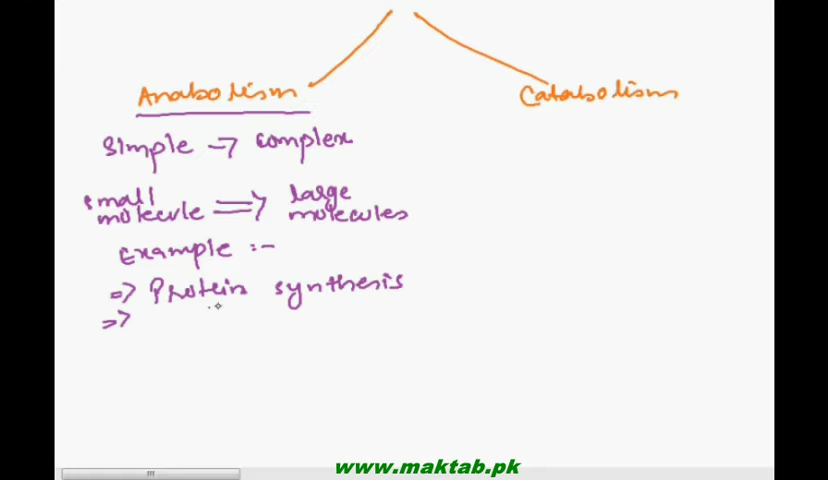 Anabolism
Catabolism
Simple => complex
small molecule => large molecules
Example :-
=> Protein synthesis
=>
www.maktab.pk